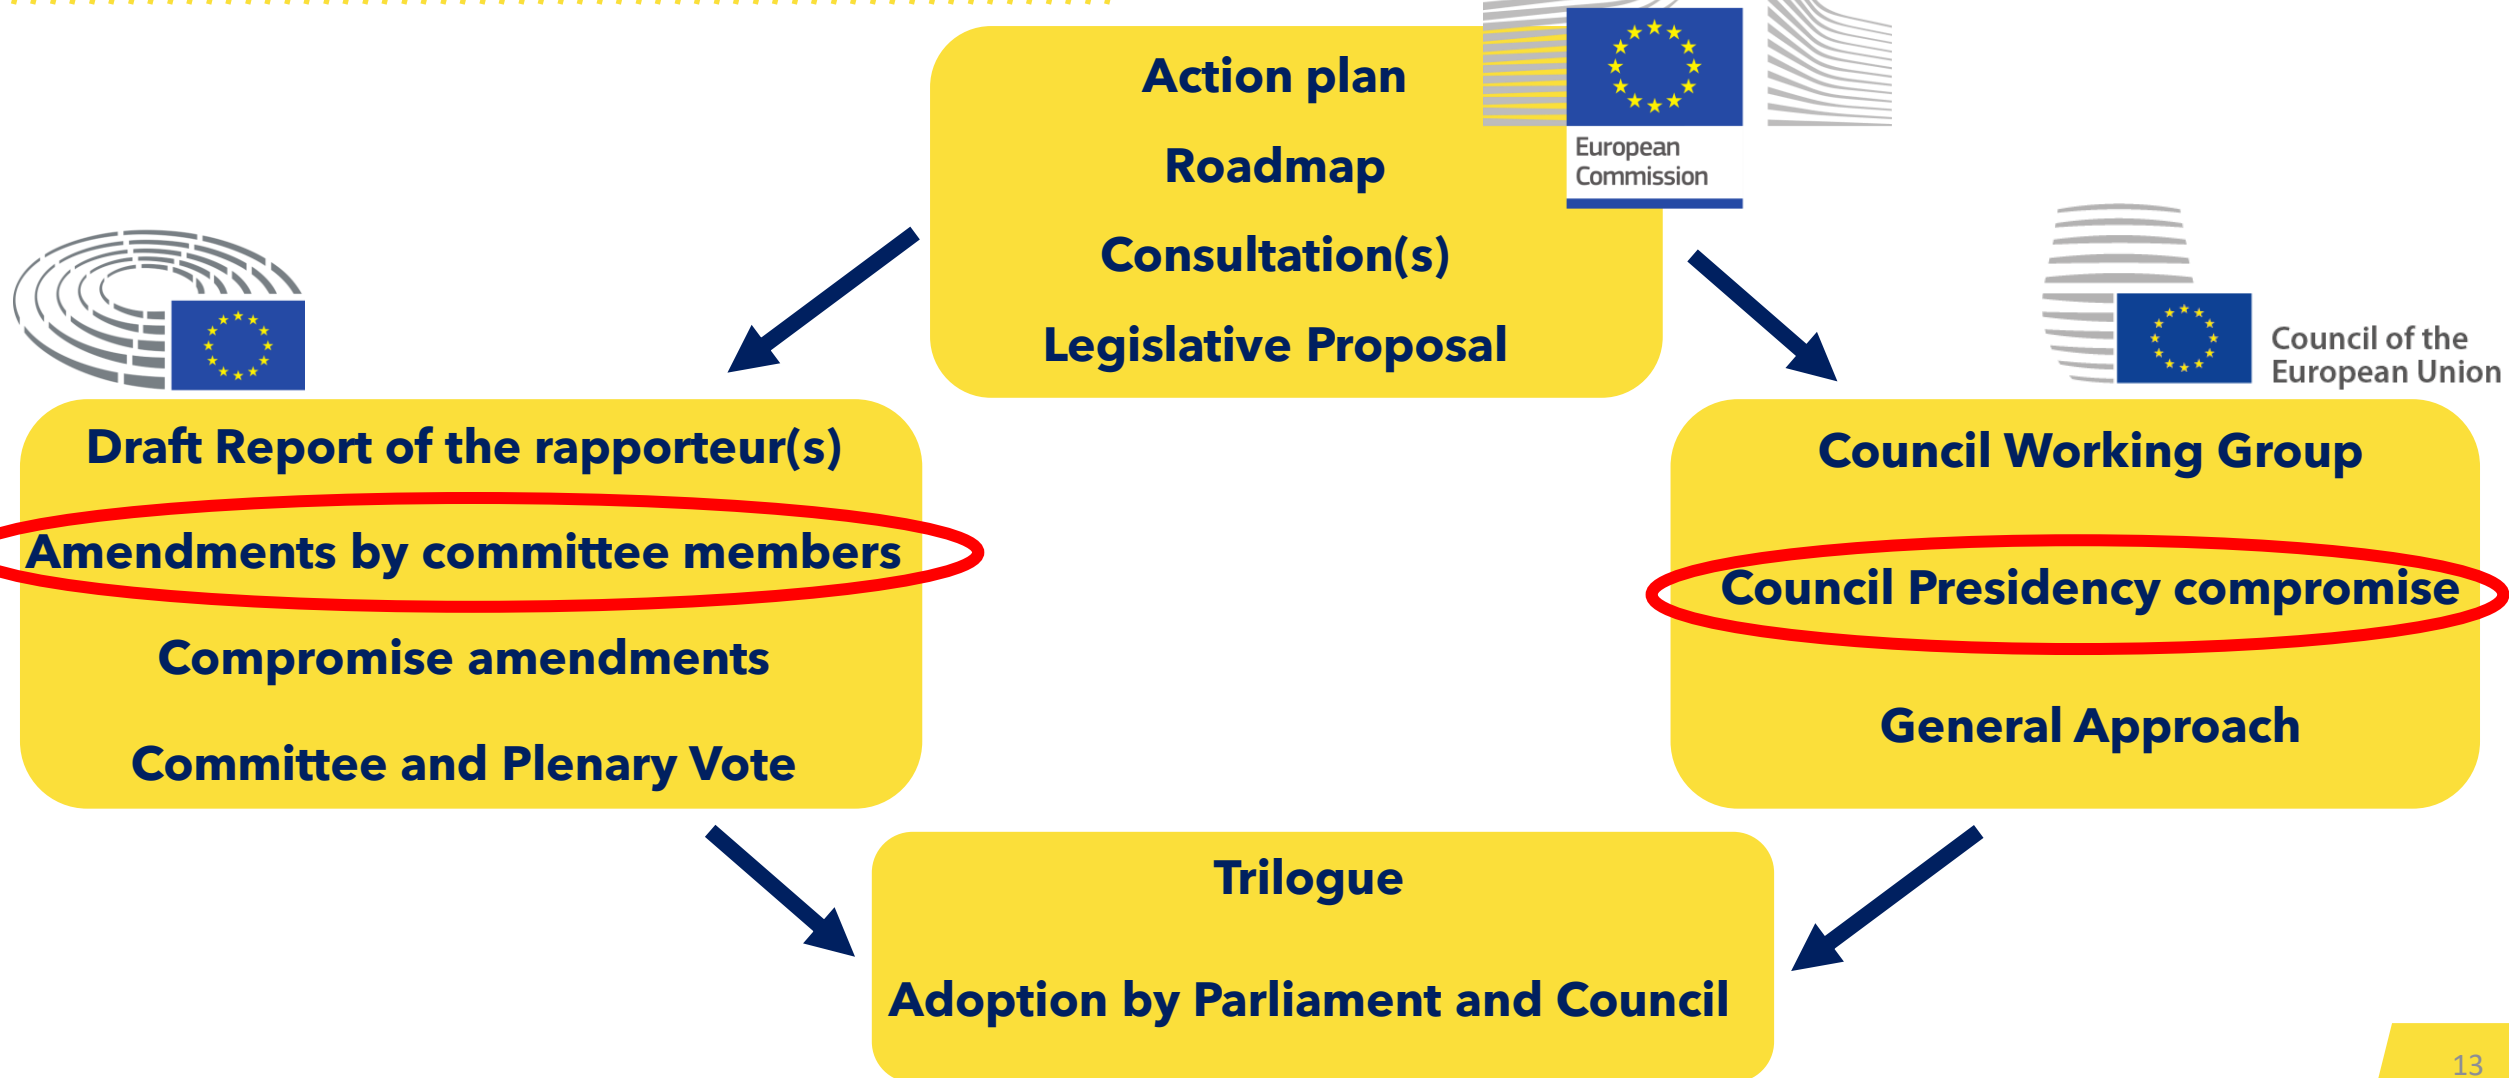 Action plan
Roadmap
Consultation(s)
Legislative Proposal
European
Commission
Council of the
European Union
Draft Report of the rapporteur(s)
Amendments by committee members
Compromise amendments
Committee and Plenary Vote
Council Working Group
Council Presidency compromise
General Approach
Trilogue
Adoption by Parliament and Council
13